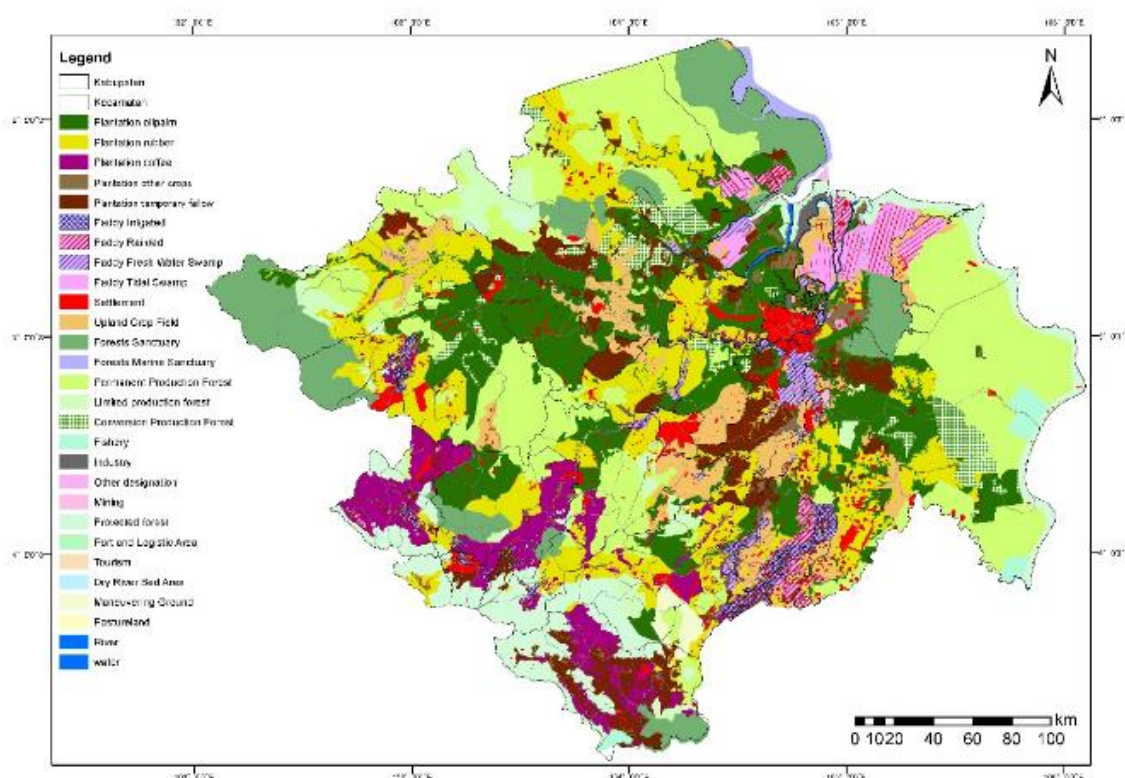 Legend
Kabupaten
Kecamatan
Plantation oilpalm
Plantation rubber
Plantation coffee
Plantation other crops
Plantation temporary fallow
Paddy Irrigated
Paddy Rainfed
Paddy Fresh Water Swamp
Paddy Tidal Swamp
Settlement
Upland Crop Field
Forests Sanctuary
Forests Marine Sanctuary
Permanent Production Forest
Limited production forest
Conversion Production Forest
Fishery
Industry
Other designation
Mining
Protected forest
Port and Logistic Area
Tourism
Dry River Bed Area
Maneuvering Ground
Pastureland
River
water
N
km
0 10 20 40 60 80 100